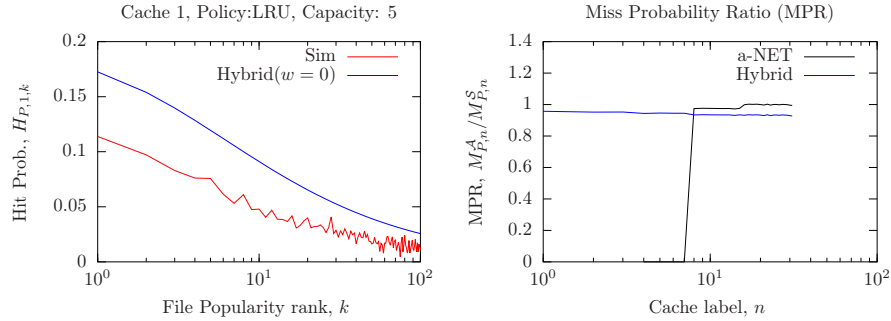 Cache 1, Policy:LRU, Capacity: 5
Sim
Hybrid(w = 0)
Hit Prob., H_{P,1,k}
0.2
0.15
0.1
0.05
0
10^0
10^1
10^2
File Popularity rank, k
Miss Probability Ratio (MPR)
a-NET
Hybrid
MPR, M^A_{P,n}/M^S_{P,n}
1.4
1.2
1
0.8
0.6
0.4
0.2
0
10^0
10^1
10^2
Cache label, n